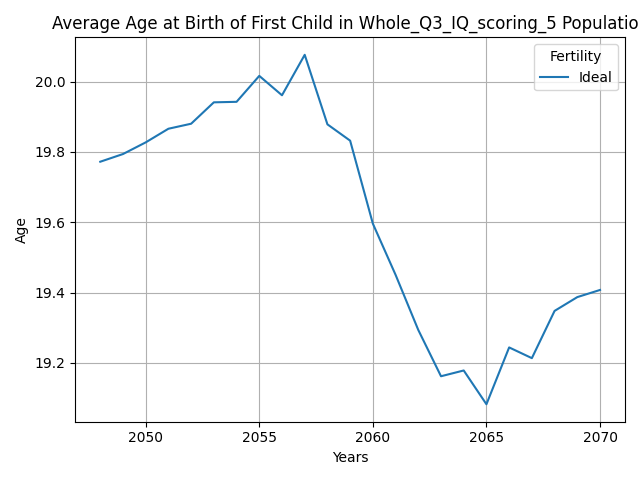 Average Age at Birth of First Child in Whole_Q3_IQ_scoring_5 Populatio
Fertility
Ideal
20.0
19.8
19.6
19.4
19.2
Age
2050 2055 2060 2065 2070
Years